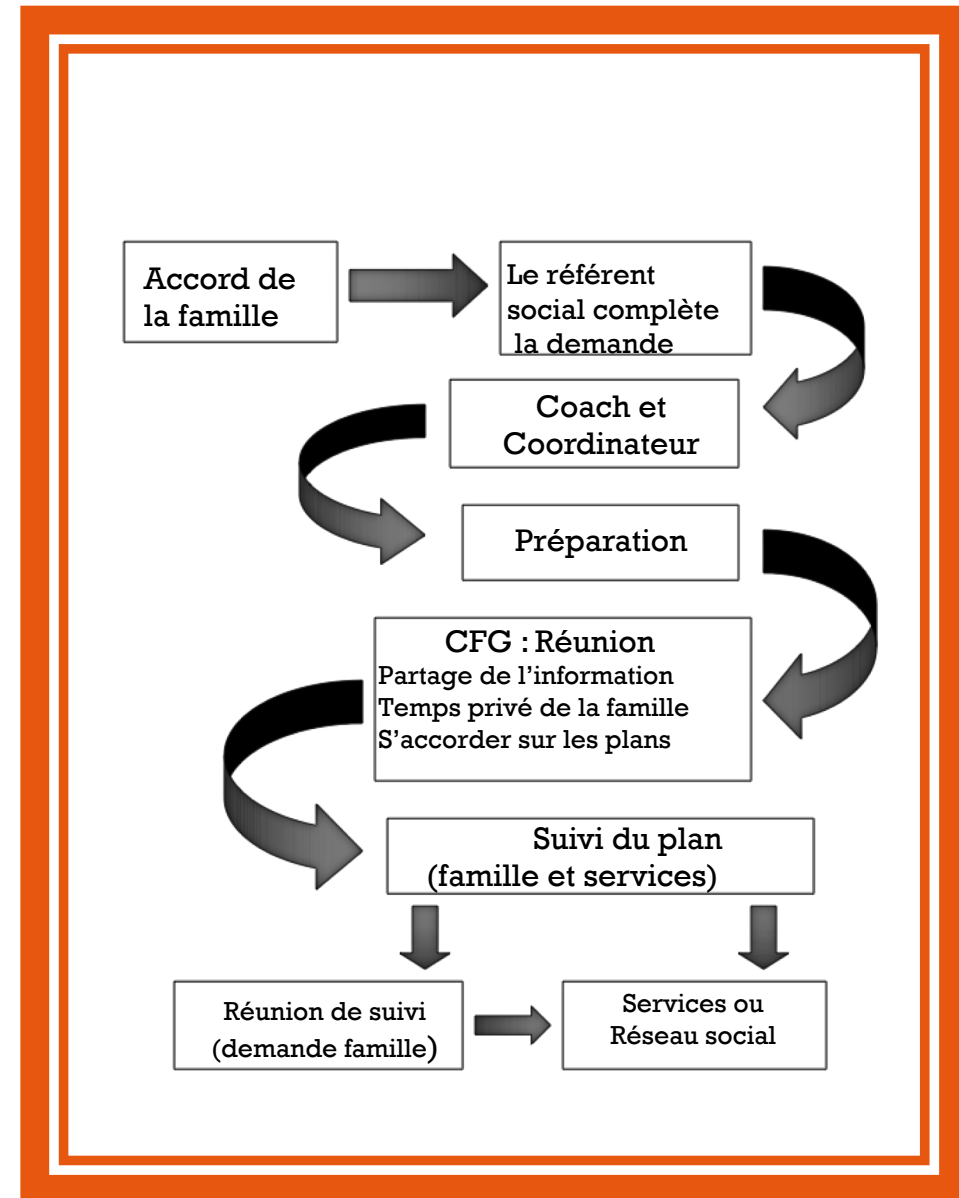 Accord de
la famille
Le référent
social complète
la demande
Coach et
Coordinateur
Préparation
CFG : Réunion
Partage de l’information
Temps privé de la famille
S’accorder sur les plans
Suivi du plan
(famille et services)
Réunion de suivi
(demande famille)
Services ou
Réseau social